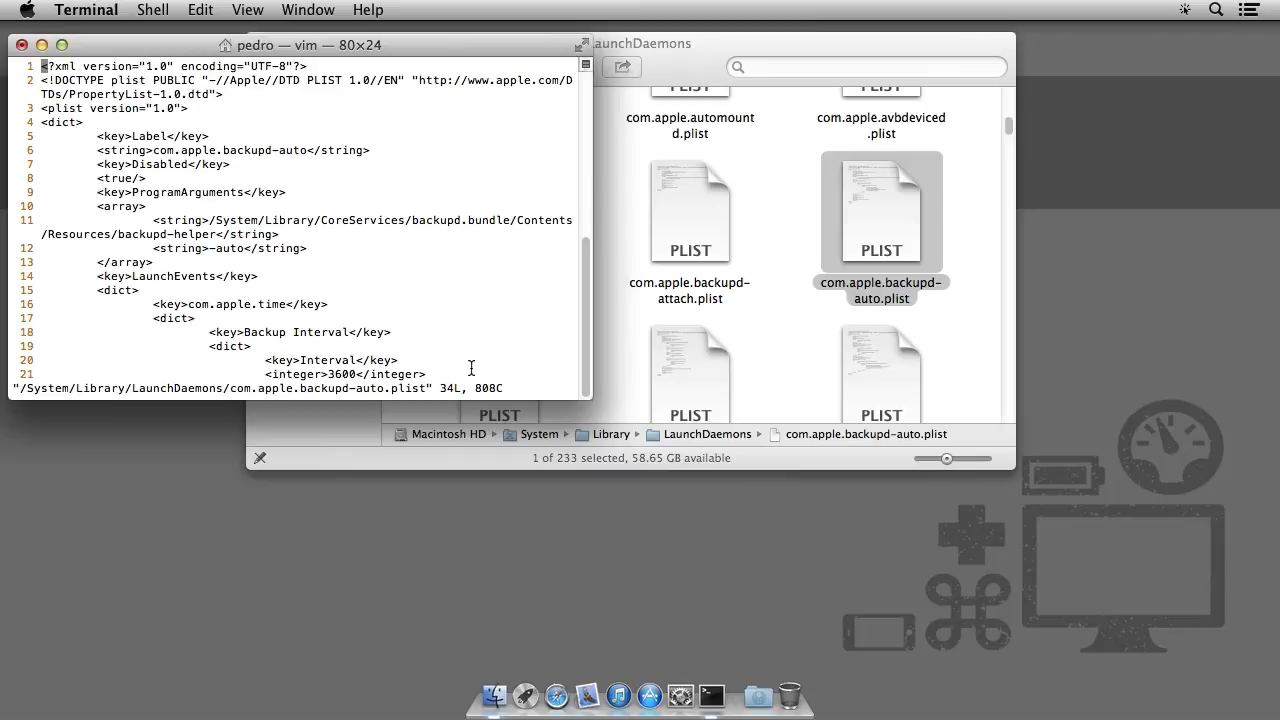 Terminal Shell Edit View Window Help
pedro — vim — 80×24
1 <?xml version="1.0" encoding="UTF-8"?>
2 <!DOCTYPE plist PUBLIC "-//Apple//DTD PLIST 1.0//EN" "http://www.apple.com/D
TDs/PropertyList-1.0.dtd">
3 <plist version="1.0">
4 <dict>
5 <key>Label</key>
6 <string>com.apple.backupd-auto</string>
7 <key>Disabled</key>
8 <true/>
9 <key>ProgramArguments</key>
10 <array>
11 <string>/System/Library/CoreServices/backupd.bundle/Contents
/Resources/backupd-helper</string>
12 <string>-auto</string>
13 </array>
14 <key>LaunchEvents</key>
15 <dict>
16 <key>com.apple.time</key>
17 <dict>
18 <key>Backup Interval</key>
19 <dict>
20 <key>Interval</key>
21 <integer>3600</integer>
"/System/Library/LaunchDaemons/com.apple.backupd-auto.plist" 34L, 808C
LaunchDaemons
PLIST PLIST
com.apple.automount
d.plist
com.apple.avbdeviced
.plist
PLIST
com.apple.backupd-
attach.plist
PLIST
com.apple.backupd-
auto.plist
PLIST PLIST PLIST
Macintosh HD ▸ System ▸ Library ▸ LaunchDaemons ▸ com.apple.backupd-auto.plist
1 of 233 selected, 58.65 GB available